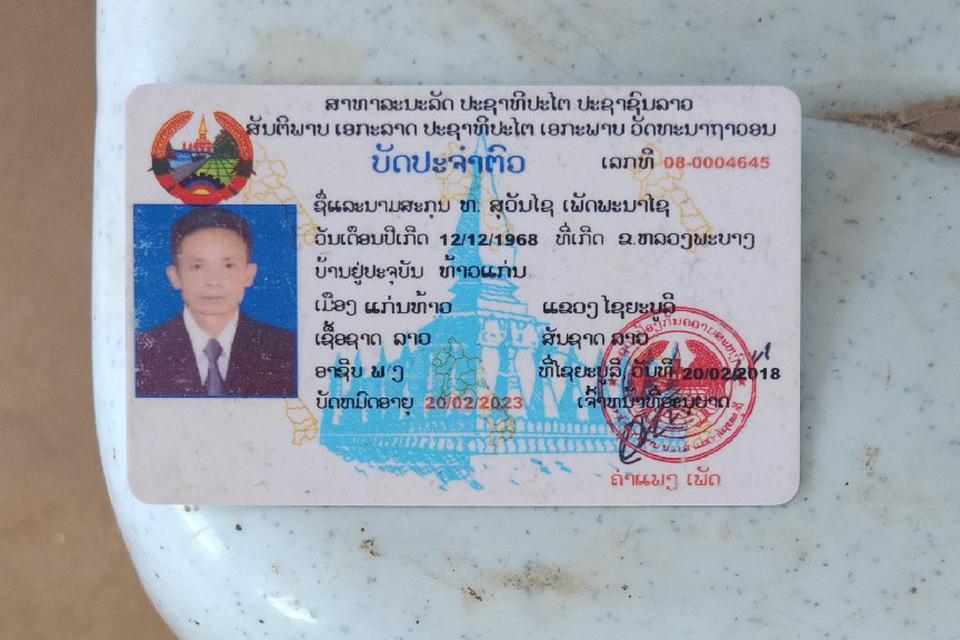 ສາທາລະນະລັດ ປະຊາທິປະໄຕ ປະຊາຊົນລາວ
ສັນຕິພາບ ເອກະລາດ ປະຊາທິປະໄຕ ເອກະພາບ ວັດທະນາຖາວອນ
ບັດປະຈຳຕົວ ເລກທີ 08-0004645
ຊື່ແລະນາມສະກຸນ ທ. ສຸວັນໄຊ ເພັດພະນາໄຊ
ວັນເດືອນປີເກີດ 12/12/1968 ທີ່ເກີດ ຂ.ຫລວງພະບາງ
ບ້ານຢູ່ປະຈຸບັນ ທ້າວແກ່ນ
ເມືອງ ແກ່ນທ້າວ ແຂວງ ໄຊຍະບູລີ
ເຊື້ອຊາດ ລາວ ສັນຊາດ ລາວ
ອາຊີບ ທີ່ໄຊຍະບູລີ, ວັນທີ 20/02/2018
ບັດຫມົດອາຍຸ 20/02/2023 ເຈົ້າຫນ້າທີ່ອະນຸຍາດ
ຄຳແພງ ເພັດ